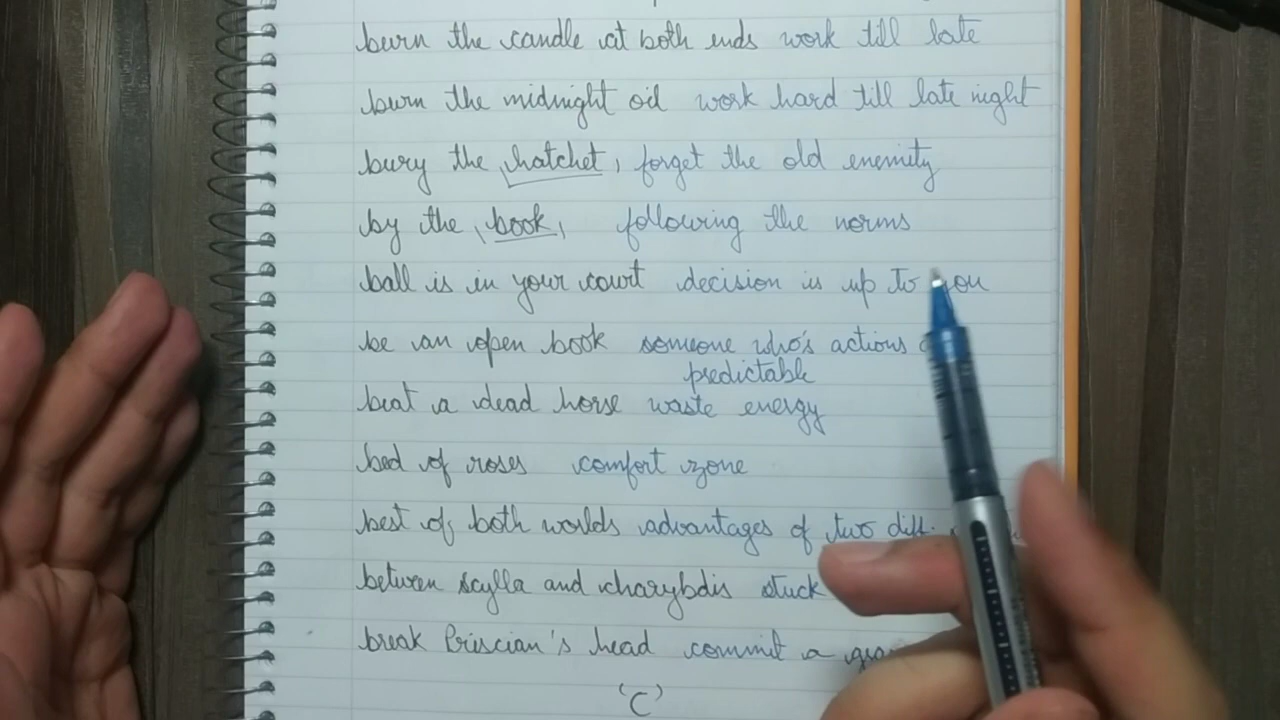 burn the candle at both ends work till late
burn the midnight oil work hard till late night
bury the hatchet, forget the old enemity
by the book, following the norms
ball is in your court decision is up to you
be an open book someone who's actions
predictable
beat a dead horse waste energy
bed of roses comfort zone
best of both worlds advantages of two diff.
between scylla and charybdis stuck
break Priscian's head commit a
'C'